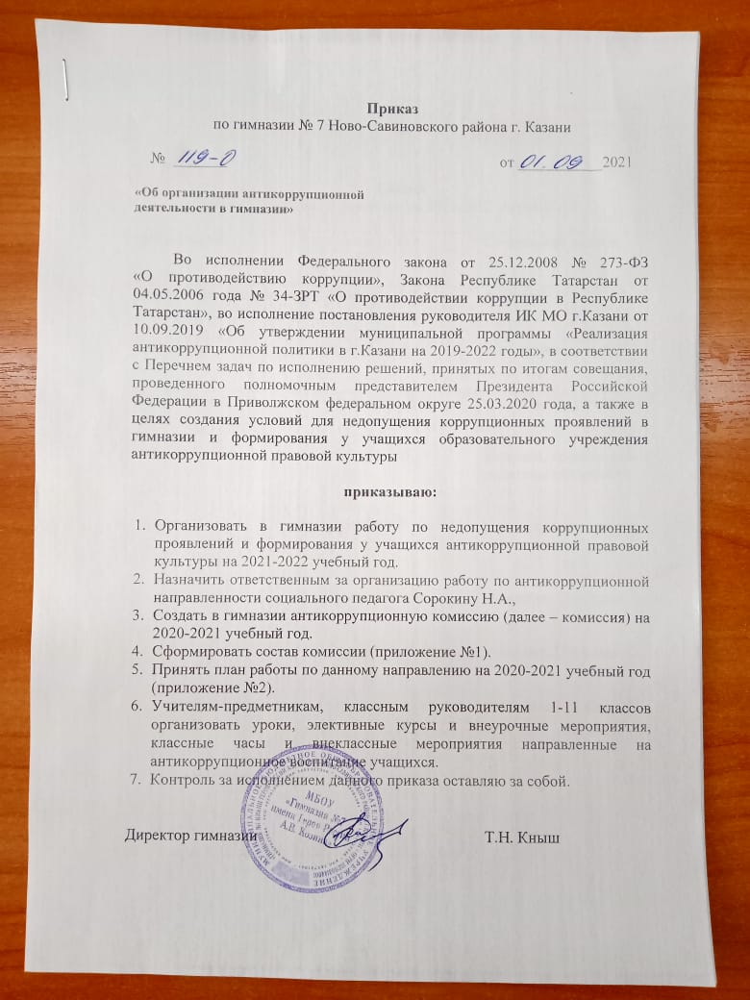 Приказ
по гимназии № 7 Ново-Савиновского района г. Казани
№ 119-О от 01.09 2021
«Об организации антикоррупционной
деятельности в гимназии»
Во исполнении Федерального закона от 25.12.2008 № 273-ФЗ
«О противодействию коррупции», Закона Республике Татарстан от
04.05.2006 года № 34-ЗРТ «О противодействии коррупции в Республике
Татарстан», во исполнение постановления руководителя ИК МО г.Казани от
10.09.2019 «Об утверждении муниципальной программы «Реализация
антикоррупционной политики в г.Казани на 2019-2022 годы», в соответствии
с Перечнем задач по исполнению решений, принятых по итогам совещания,
проведенного полномочным представителем Президента Российской
Федерации в Приволжском федеральном округе 25.03.2020 года, а также в
целях создания условий для недопущения коррупционных проявлений в
гимназии и формирования у учащихся образовательного учреждения
антикоррупционной правовой культуры
приказываю:
1. Организовать в гимназии работу по недопущения коррупционных
проявлений и формирования у учащихся антикоррупционной правовой
культуры на 2021-2022 учебный год.
2. Назначить ответственным за организацию работу по антикоррупционной
направленности социального педагога Сорокину Н.А.,
3. Создать в гимназии антикоррупционную комиссию (далее – комиссия) на
2020-2021 учебный год.
4. Сформировать состав комиссии (приложение №1).
5. Принять план работы по данному направлению на 2020-2021 учебный год
(приложение №2).
6. Учителям-предметникам, классным руководителям 1-11 классов
организовать уроки, элективные курсы и внеурочные мероприятия,
классные часы и внеклассные мероприятия направленные на
антикоррупционное воспитание учащихся.
7. Контроль за исполнением данного приказа оставляю за собой.
Директор гимназии Т.Н. Кныш
МУНИЦИПАЛЬНОЕ БЮДЖЕТНОЕ ОБЩЕОБРАЗОВАТЕЛЬНОЕ УЧРЕЖДЕНИЕ
МБОУ
«Гимназия №7
имени Героя
А.В. Козин